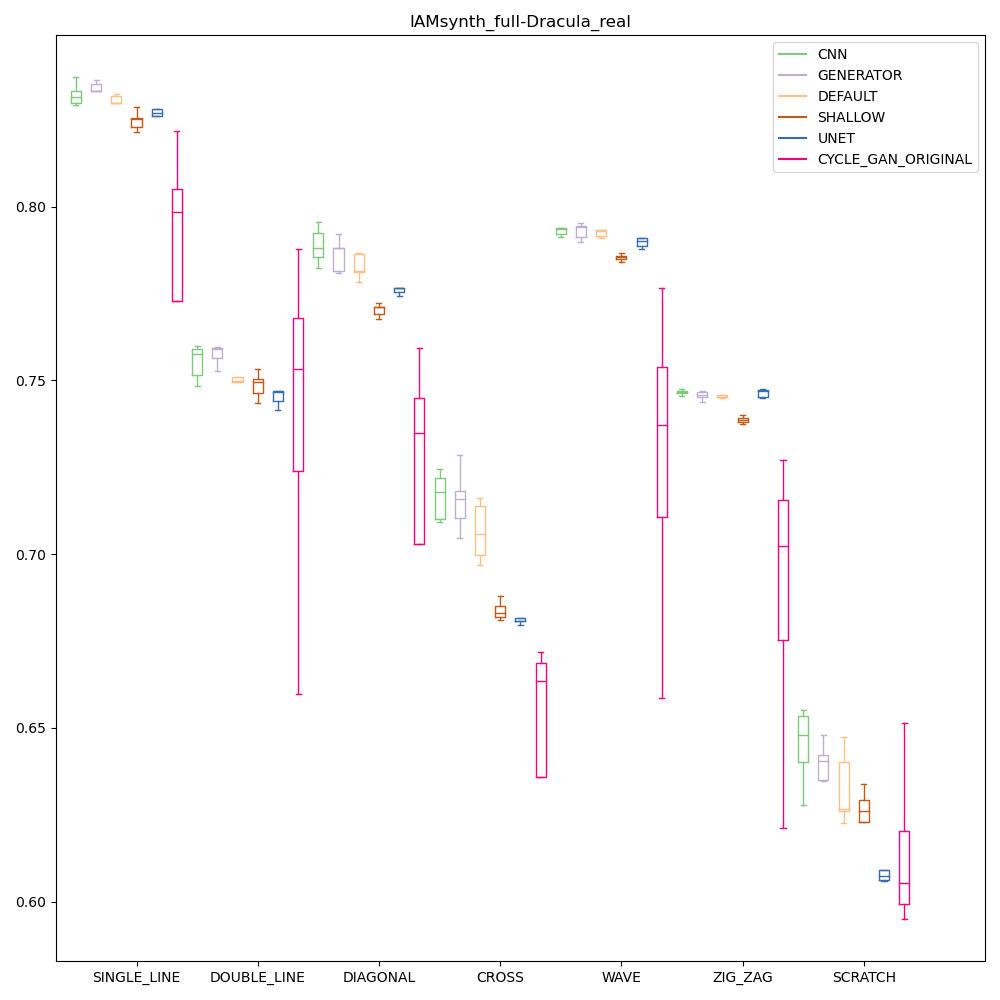 IAMsynth_full-Dracula_real
CNN
GENERATOR
DEFAULT
SHALLOW
UNET
CYCLE_GAN_ORIGINAL
0.80
0.75
0.70
0.65
0.60
SINGLE_LINE DOUBLE_LINE DIAGONAL CROSS WAVE ZIG_ZAG SCRATCH